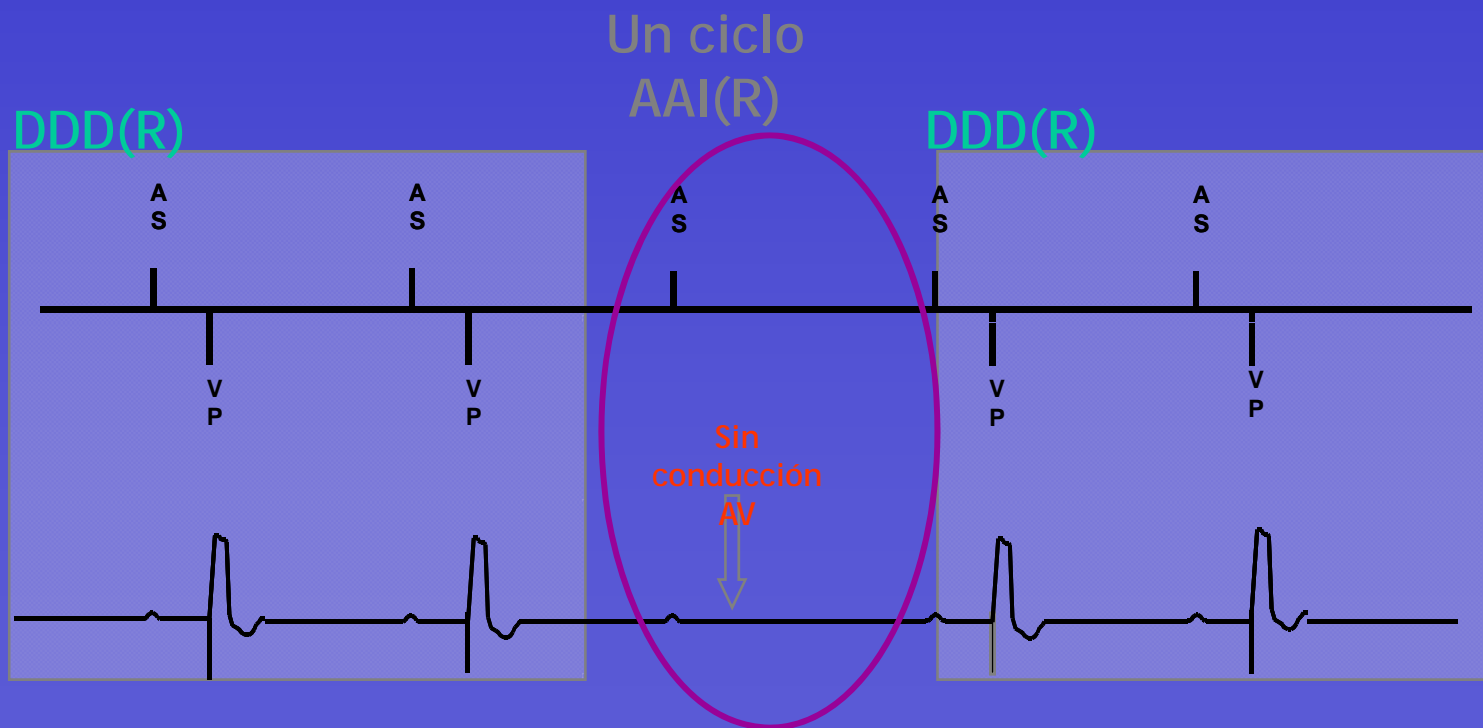 Un ciclo
AAI(R)
DDD(R)
DDD(R)
A
S
A
S
A
S
A
S
A
S
V
P
V
P
V
P
V
P
Sin
conducción
AV